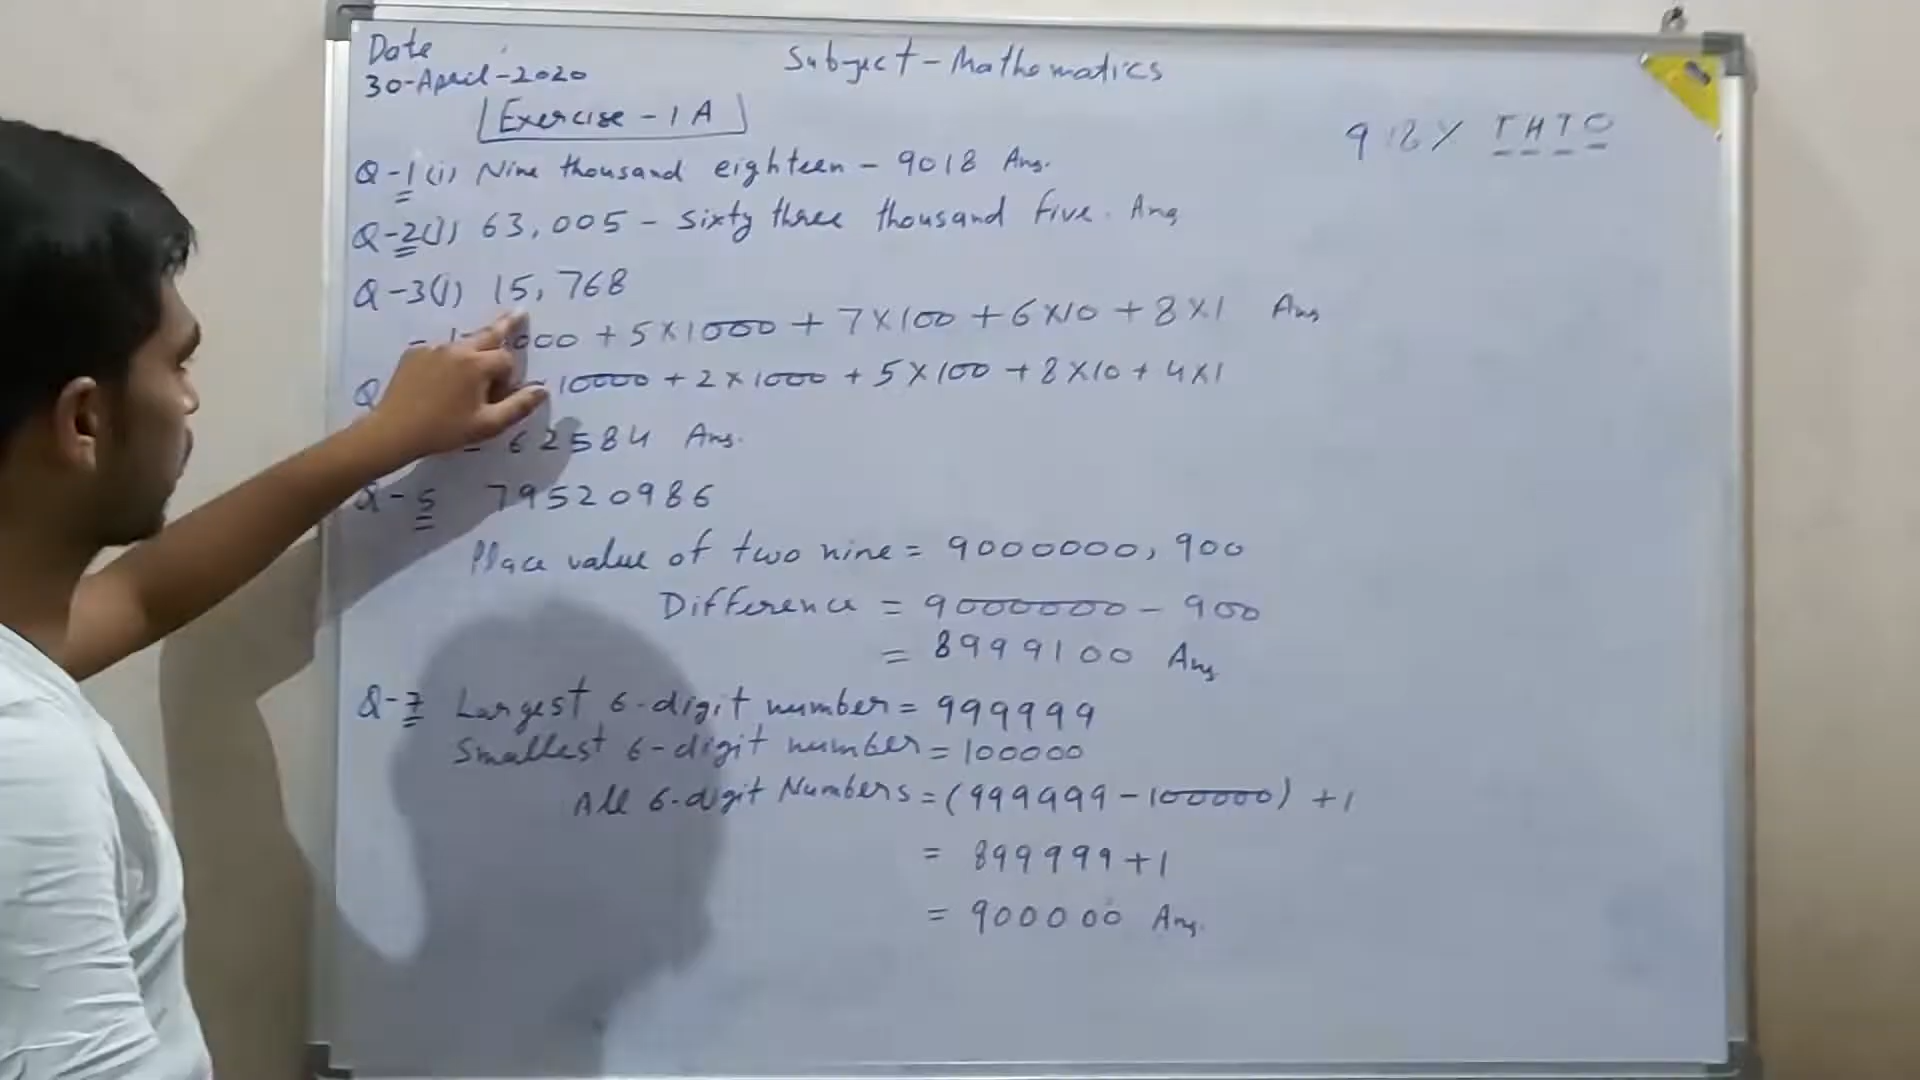 Date
30-April-2020
Subject - Mathematics
Exercise - 1 A
T H T O
Q-1 (i) Nine thousand eighteen - 9018 Ans.
Q-2(i) 63,005 - Sixty three thousand five. Ans
Q-3(i) 15,768
000 + 5×1000 + 7×100 + 6×10 + 8×1 Ans
Q 10000 + 2×1000 + 5×100 + 8×10 + 4×1
= 62584 Ans.
Q-5 79520986
Place value of two nine = 9000000, 900
Difference = 9000000 - 900
= 8999100 Ans
Q-7 Largest 6-digit number = 999999
Smallest 6-digit number = 100000
All 6-digit Numbers = (999999 - 100000) + 1
= 899999 + 1
= 900000 Ans.